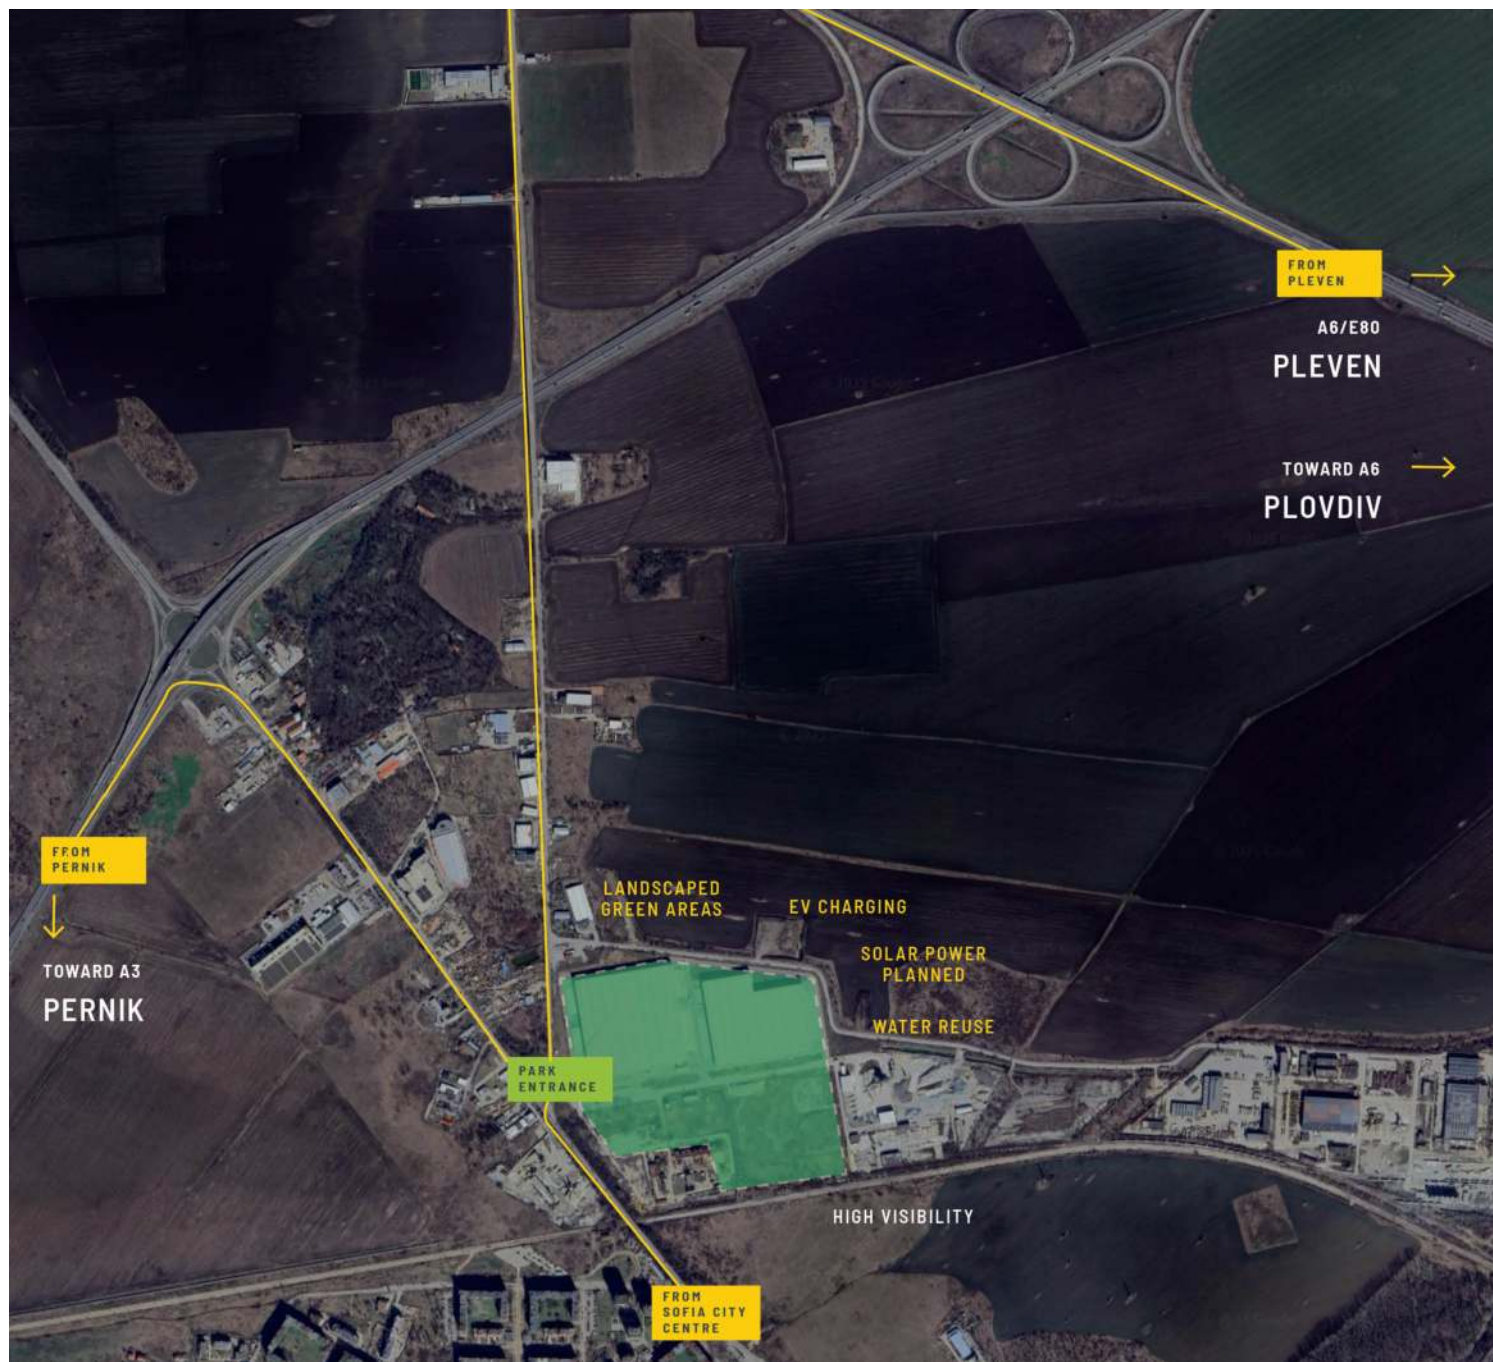 FROM
PLEVEN
A6/E80
PLEVEN
TOWARD A6
PLOVDIV
FROM
PERNIK
TOWARD A3
PERNIK
LANDSCAPED
GREEN AREAS
EV CHARGING
SOLAR POWER
PLANNED
WATER REUSE
PARK
ENTRANCE
HIGH VISIBILITY
FROM
SOFIA CITY
CENTRE